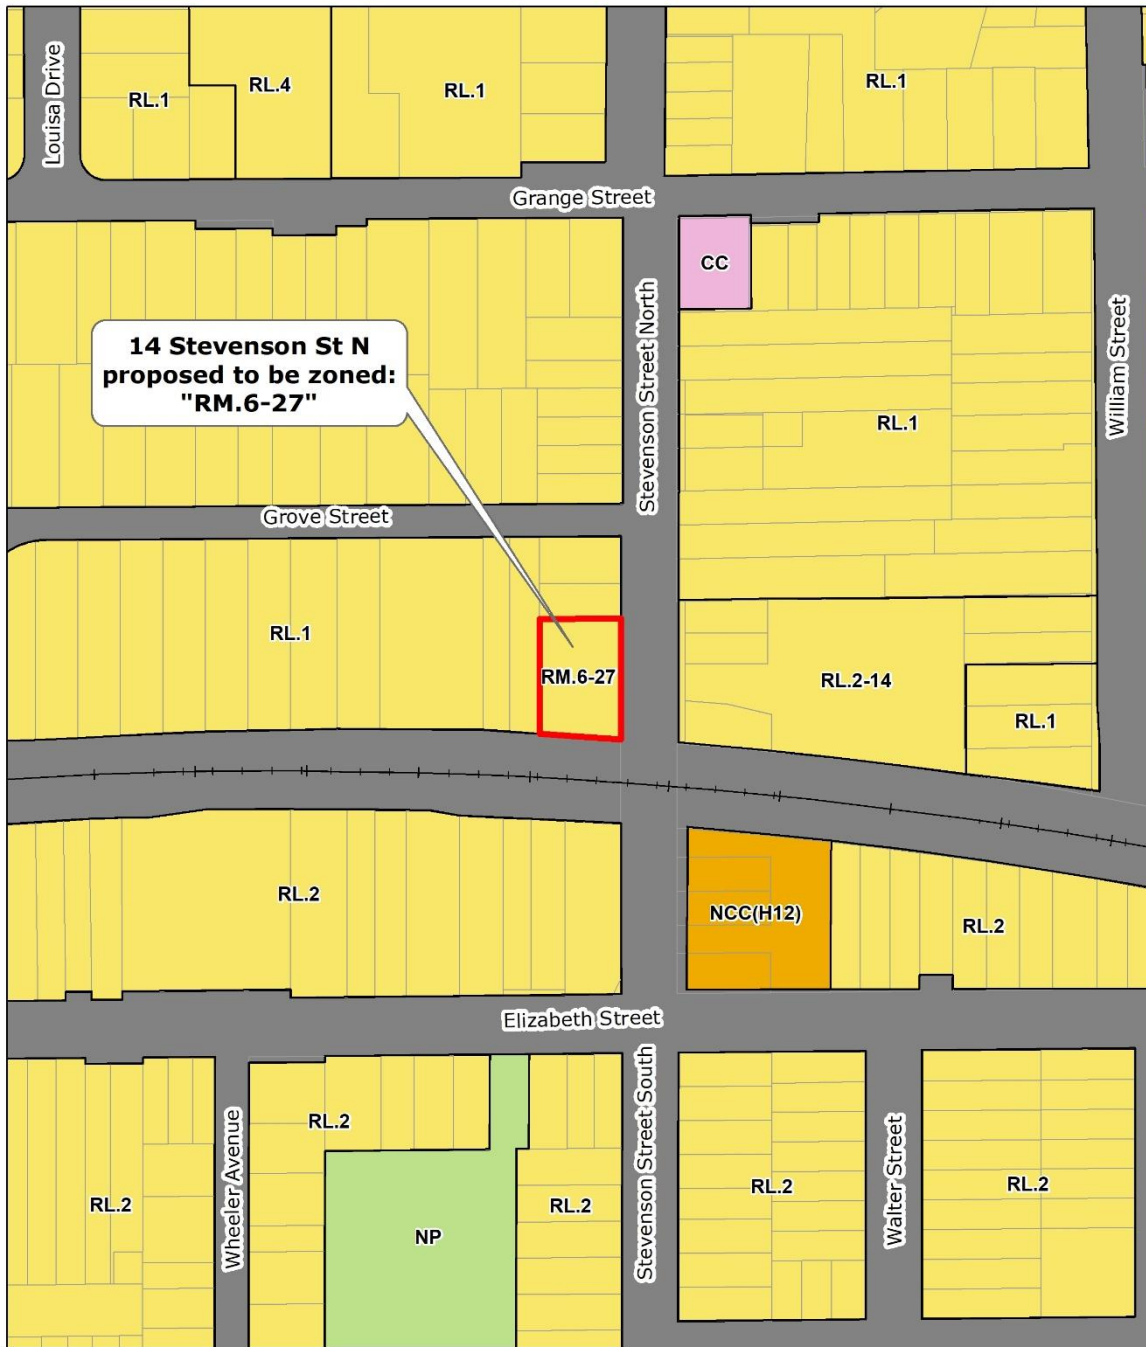 Louisa Drive
RL.1
RL.4
RL.1
RL.1
Grange Street
CC
14 Stevenson St N
proposed to be zoned:
"RM.6-27"
Stevenson Street North
William Street
RL.1
Grove Street
RL.1
RM.6-27
RL.2-14
RL.1
RL.2
NCC(H12)
RL.2
Elizabeth Street
Wheeler Avenue
RL.2
Stevenson Street South
Walter Street
RL.2
NP
RL.2
RL.2
RL.2